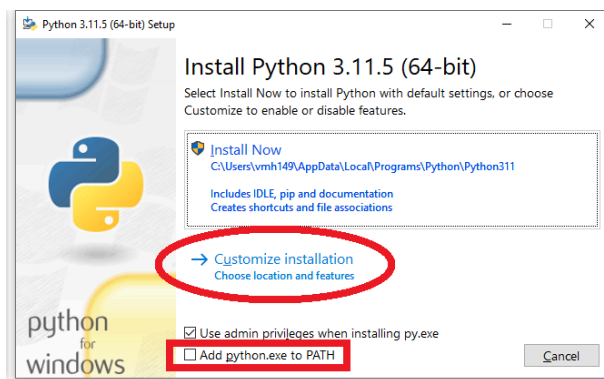 Python 3.11.5 (64-bit) Setup
Install Python 3.11.5 (64-bit)
Select Install Now to install Python with default settings, or choose
Customize to enable or disable features.
Install Now
C:\Users\vmh149\AppData\Local\Programs\Python\Python311
Includes IDLE, pip and documentation
Creates shortcuts and file associations
Customize installation
Choose location and features
python
for
windows
Use admin privileges when installing py.exe
Add python.exe to PATH
Cancel